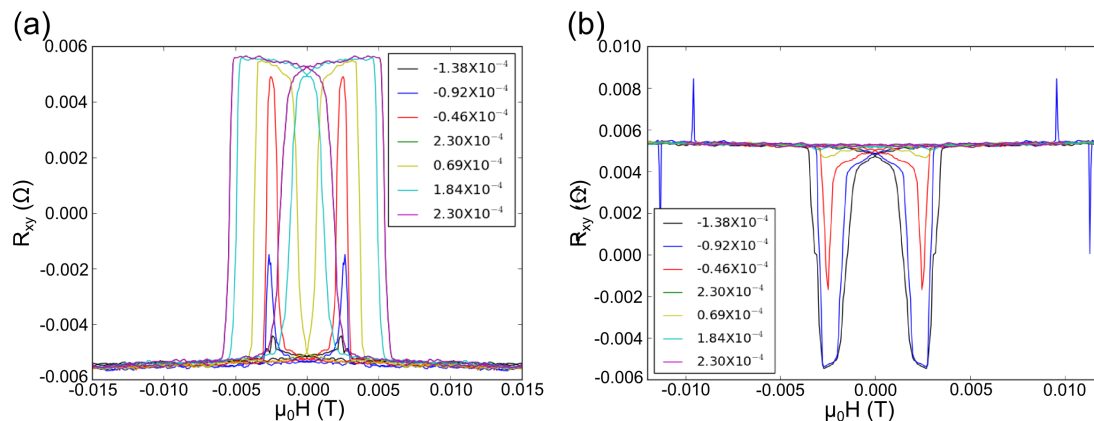 (a)
0.006
0.004
0.002
0.000
-0.002
-0.004
-0.006
Rxy (Ω)
-0.015
-0.010
-0.005
0.000
0.005
0.010
0.015
μ₀H (T)
-1.38X10⁻⁴
-0.92X10⁻⁴
-0.46X10⁻⁴
2.30X10⁻⁴
0.69X10⁻⁴
1.84X10⁻⁴
2.30X10⁻⁴
(b)
0.010
0.008
0.006
0.004
0.002
0.000
-0.002
-0.004
-0.006
Rxy (Ω)
-0.010
-0.005
0.000
0.005
0.010
μ₀H (T)
-1.38X10⁻⁴
-0.92X10⁻⁴
-0.46X10⁻⁴
2.30X10⁻⁴
0.69X10⁻⁴
1.84X10⁻⁴
2.30X10⁻⁴